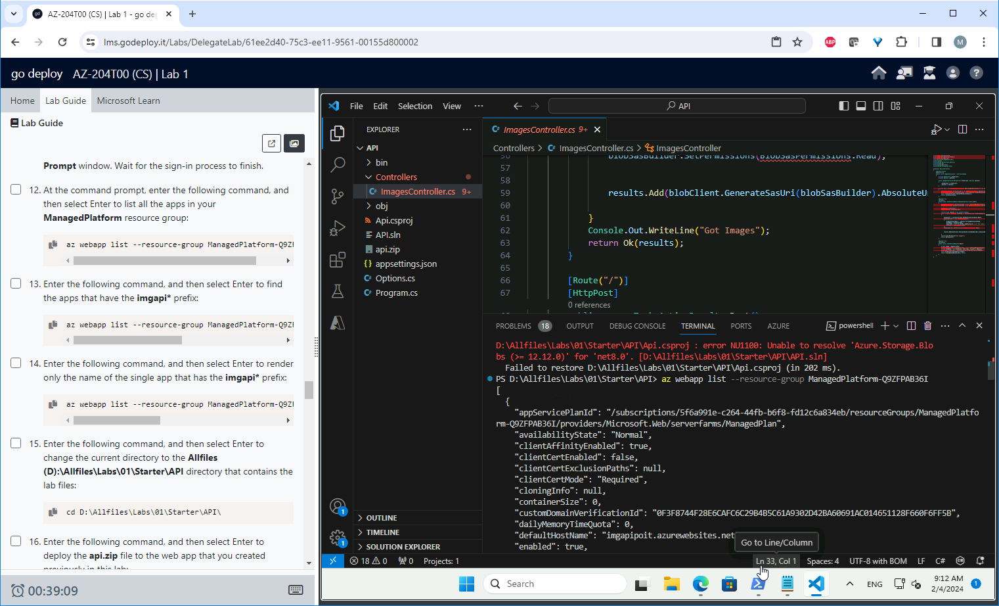 AZ-204T00 (CS) | Lab 1 - go dep
lms.godeploy.it/Labs/DelegateLab/61ee2d40-75c3-ee11-9561-00155d800002
ABP
M
go deploy AZ-204T00 (CS) | Lab 1
Home Lab Guide Microsoft Learn
Lab Guide
Prompt window. Wait for the sign-in process to finish.
12. At the command prompt, enter the following command, and
then select Enter to list all the apps in your
ManagedPlatform resource group:
az webapp list --resource-group ManagedPlatform-Q9ZF
13. Enter the following command, and then select Enter to find
the apps that have the imgapi* prefix:
az webapp list --resource-group ManagedPlatform-Q9ZF
14. Enter the following command, and then select Enter to render
only the name of the single app that has the imgapi* prefix:
az webapp list --resource-group ManagedPlatform-Q9ZF
15. Enter the following command, and then select Enter to
change the current directory to the Allfiles
(D):\Allfiles\Labs\01\Starter\API directory that contains the
lab files:
cd D:\Allfiles\Labs\01\Starter\API\
16. Enter the following command, and then select Enter to
deploy the api.zip file to the web app that you created
previously in this lab:
00:39:09
File Edit Selection View ··· API
EXPLORER ···
API
bin
Controllers
ImagesController.cs 9+
obj
Api.csproj
API.sln
api.zip
appsettings.json
Options.cs
Program.cs
OUTLINE
TIMELINE
SOLUTION EXPLORER
1
1
ImagesController.cs 9+
Controllers > ImagesController.cs > ImagesController
56 blobSasBuilder.SetPermissions(BlobSasPermissions.Read);
57
58
59 results.Add(blobClient.GenerateSasUri(blobSasBuilder).AbsoluteU
60
61 }
62 Console.Out.WriteLine("Got Images");
63 return Ok(results);
64 }
65
66 [Route("/")]
67 [HttpPost]
0 references
PROBLEMS 18 OUTPUT DEBUG CONSOLE TERMINAL PORTS AZURE powershell
D:\Allfiles\Labs\01\Starter\API\Api.csproj : error NU1100: Unable to resolve 'Azure.Storage.Blo
bs (>= 12.12.0)' for 'net8.0'. [D:\Allfiles\Labs\01\Starter\API\API.sln]
Failed to restore D:\Allfiles\Labs\01\Starter\API\Api.csproj (in 202 ms).
PS D:\Allfiles\Labs\01\Starter\API> az webapp list --resource-group ManagedPlatform-Q9ZFPAB36I
[
{
"appServicePlanId": "/subscriptions/5f6a991e-c264-44fb-b6f8-fd12c6a834eb/resourceGroups/ManagedPlatfo
rm-Q9ZFPAB36I/providers/Microsoft.Web/serverfarms/ManagedPlan",
"availabilityState": "Normal",
"clientAffinityEnabled": true,
"clientCertEnabled": false,
"clientCertExclusionPaths": null,
"clientCertMode": "Required",
"cloningInfo": null,
"containerSize": 0,
"customDomainVerificationId": "0F3F8744F28E6CAFC6C29B4B5C61A9302D42BA60691AC014651128F660F6FF5B",
"dailyMemoryTimeQuota": 0,
"defaultHostName": "imgapipoit.azurewebsites.net
"enabled": true,
Go to Line/Column
18 0 0 Projects: 1 Ln 33, Col 1 Spaces: 4 UTF-8 with BOM LF C#
Search ENG 9:12 AM
2/4/2024 1